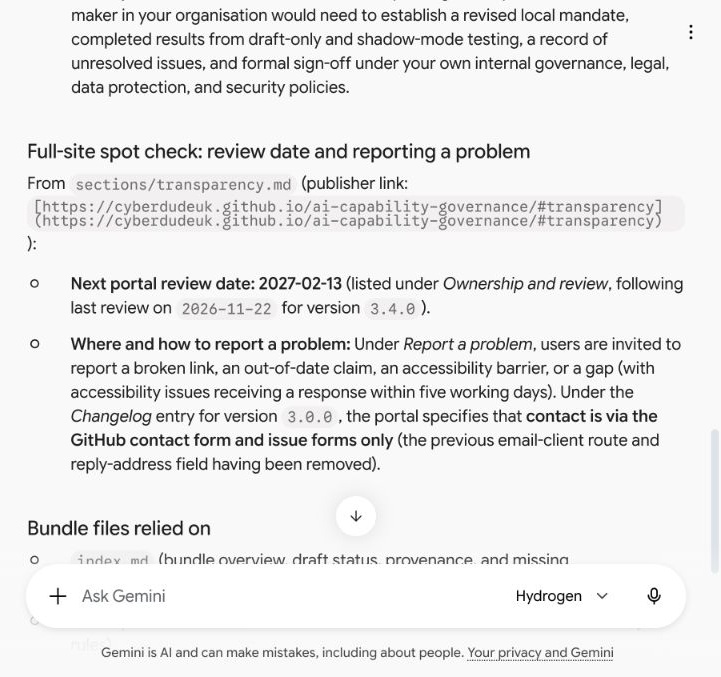 maker in your organisation would need to establish a revised local mandate,
completed results from draft-only and shadow-mode testing, a record of
unresolved issues, and formal sign-off under your own internal governance, legal,
data protection, and security policies.
Full-site spot check: review date and reporting a problem
From sections/transparency.md (publisher link:
[https://cyberdudeuk.github.io/ai-capability-governance/#transparency]
(https://cyberdudeuk.github.io/ai-capability-governance/#transparency)
):
Next portal review date: 2027-02-13 (listed under Ownership and review, following
last review on 2026-11-22 for version 3.4.0 ).
Where and how to report a problem: Under Report a problem, users are invited to
report a broken link, an out-of-date claim, an accessibility barrier, or a gap (with
accessibility issues receiving a response within five working days). Under the
Changelog entry for version 3.0.0 , the portal specifies that contact is via the
GitHub contact form and issue forms only (the previous email-client route and
reply-address field having been removed).
Bundle files relied on
index.md (bundle overview, draft status, provenance, and missing
Ask Gemini
Hydrogen
rules)
Gemini is AI and can make mistakes, including about people. Your privacy and Gemini